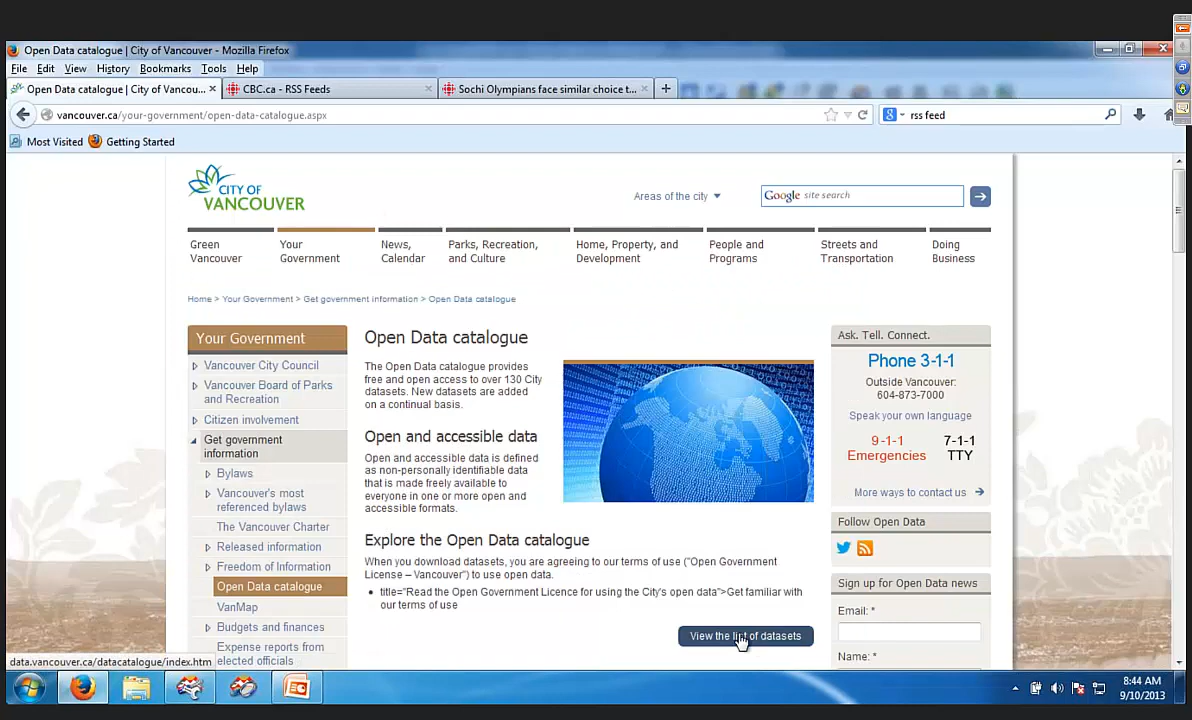 Open Data catalogue | City of Vancouver - Mozilla Firefox
File Edit View History Bookmarks Tools Help
Open Data catalogue | City of Vancou... × CBC.ca - RSS Feeds × Sochi Olympians face similar choice t... × +
vancouver.ca/your-government/open-data-catalogue.aspx rss feed
Most Visited Getting Started
CITY OF
VANCOUVER
Areas of the city
Google site search
Green
Vancouver
Your
Government
News,
Calendar
Parks, Recreation,
and Culture
Home, Property, and
Development
People and
Programs
Streets and
Transportation
Doing
Business
Home > Your Government > Get government information > Open Data catalogue
Your Government
Vancouver City Council
Vancouver Board of Parks
and Recreation
Citizen involvement
Get government
information
Bylaws
Vancouver's most
referenced bylaws
The Vancouver Charter
Released information
Freedom of Information
Open Data catalogue
VanMap
Budgets and finances
Expense reports from
elected officials
Open Data catalogue
The Open Data catalogue provides
free and open access to over 130 City
datasets. New datasets are added
on a continual basis.
Open and accessible data
Open and accessible data is defined
as non-personally identifiable data
that is made freely available to
everyone in one or more open and
accessible formats.
Explore the Open Data catalogue
When you download datasets, you are agreeing to our terms of use ("Open Government
License – Vancouver") to use open data.
• title="Read the Open Government Licence for using the City's open data">Get familiar with
our terms of use
View the list of datasets
Ask. Tell. Connect.
Phone 3-1-1
Outside Vancouver:
604-873-7000
Speak your own language
9-1-1
Emergencies
7-1-1
TTY
More ways to contact us
Follow Open Data
Sign up for Open Data news
Email: *
Name: *
data.vancouver.ca/datacatalogue/index.htm
8:44 AM
9/10/2013